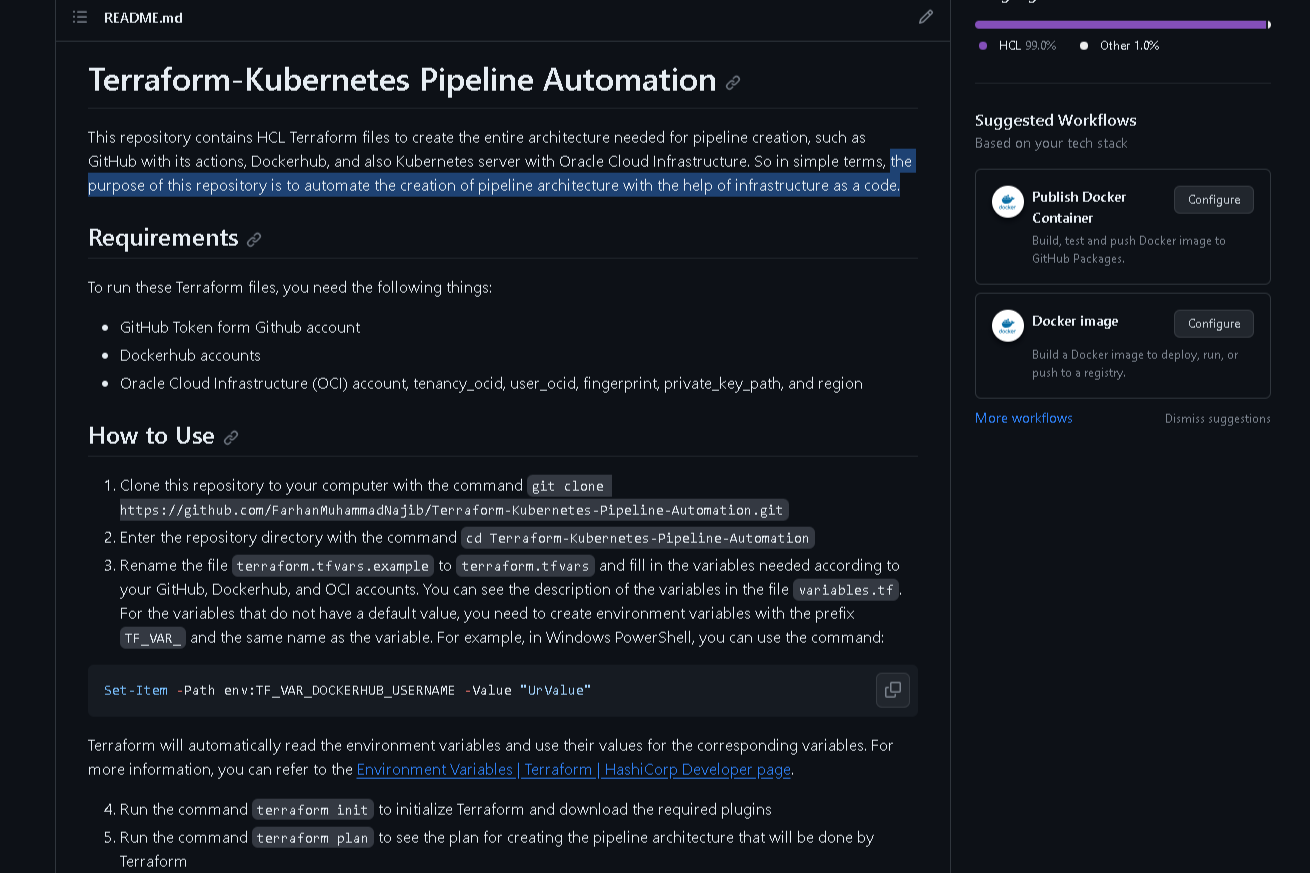 README.md
Terraform-Kubernetes Pipeline Automation
This repository contains HCL Terraform files to create the entire architecture needed for pipeline creation, such as
GitHub with its actions, Dockerhub, and also Kubernetes server with Oracle Cloud Infrastructure. So in simple terms, the
purpose of this repository is to automate the creation of pipeline architecture with the help of infrastructure as a code.
Requirements
To run these Terraform files, you need the following things:
• GitHub Token form Github account
• Dockerhub accounts
• Oracle Cloud Infrastructure (OCI) account, tenancy_ocid, user_ocid, fingerprint, private_key_path, and region
How to Use
1. Clone this repository to your computer with the command git clone
https://github.com/FarhanMuhammadNajib/Terraform-Kubernetes-Pipeline-Automation.git
2. Enter the repository directory with the command cd Terraform-Kubernetes-Pipeline-Automation
3. Rename the file terraform.tfvars.example to terraform.tfvars and fill in the variables needed according to
your GitHub, Dockerhub, and OCI accounts. You can see the description of the variables in the file variables.tf.
For the variables that do not have a default value, you need to create environment variables with the prefix
TF_VAR_ and the same name as the variable. For example, in Windows PowerShell, you can use the command:
Set-Item -Path env:TF_VAR_DOCKERHUB_USERNAME -Value "UrValue"
Terraform will automatically read the environment variables and use their values for the corresponding variables. For
more information, you can refer to the Environment Variables | Terraform | HashiCorp Developer page.
4. Run the command terraform init to initialize Terraform and download the required plugins
5. Run the command terraform plan to see the plan for creating the pipeline architecture that will be done by
Terraform
HCL 99.0% Other 1.0%
Suggested Workflows
Based on your tech stack
docker
Publish Docker
Container
Configure
Build, test and push Docker image to
GitHub Packages.
docker
Docker image
Configure
Build a Docker image to deploy, run, or
push to a registry.
More workflows
Dismiss suggestions